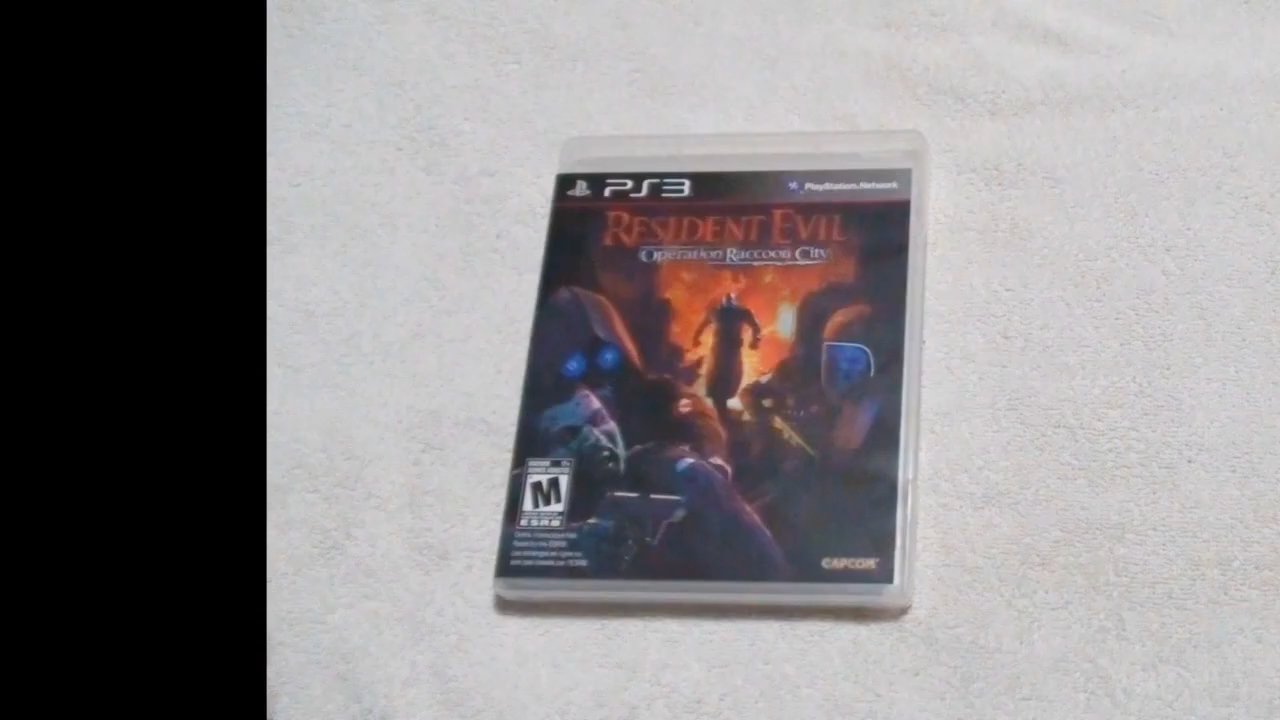 PS3
PlayStation.Network
RESIDENT EVIL
Operation Raccoon City
M
ESRB
CAPCOM